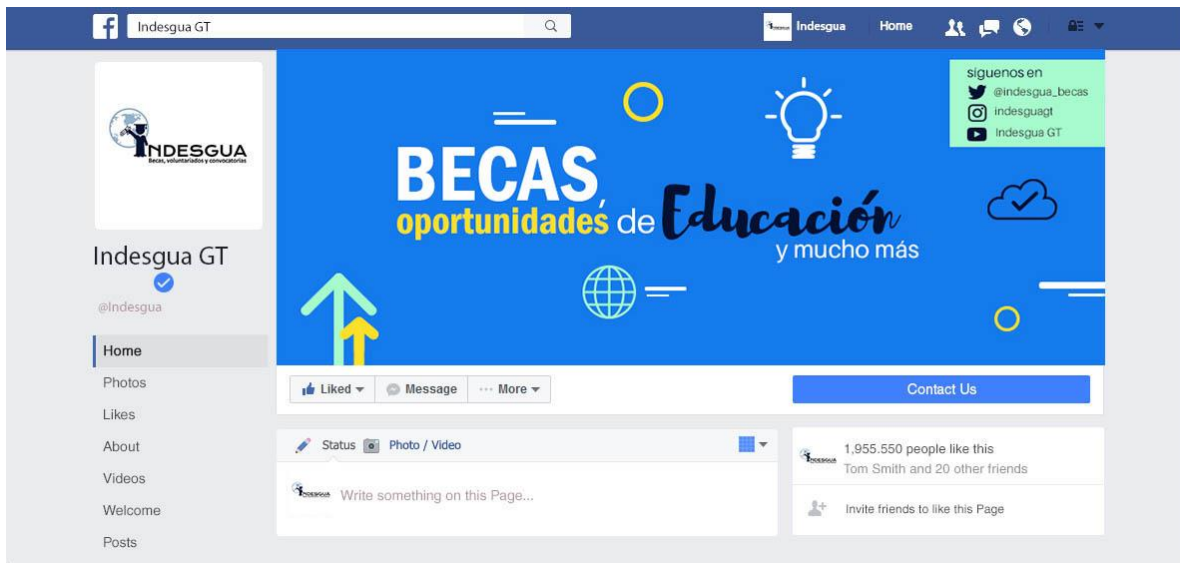 Indesgua GT
Indesgua
Home
INDESGUA
Becas, voluntariados y convocatorias
Indesgua GT
@Indesgua
Home
Photos
Likes
About
Videos
Welcome
Posts
síguenos en
@indesgua_becas
indesguagt
Indesgua GT
BECAS,
oportunidades de Educación
y mucho más
Liked
Message
More
Contact Us
Status Photo / Video
Write something on this Page...
1,955.550 people like this
Tom Smith and 20 other friends
Invite friends to like this Page